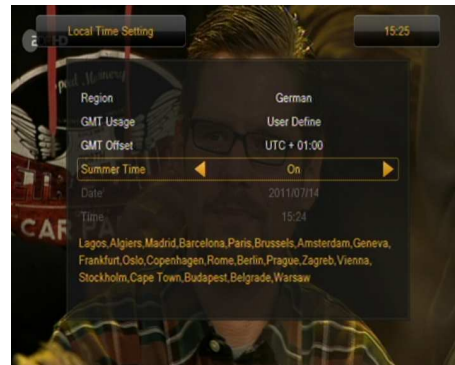 Local Time Setting
15:25
Region German
GMT Usage User Define
GMT Offset UTC + 01:00
Summer Time On
Date 2011/07/14
Time 15:24
Lagos,Algiers,Madrid,Barcelona,Paris,Brussels,Amsterdam,Geneva,
Frankfurt,Oslo,Copenhagen,Rome,Berlin,Prague,Zagreb,Vienna,
Stockholm,Cape Town,Budapest,Belgrade,Warsaw
CAR